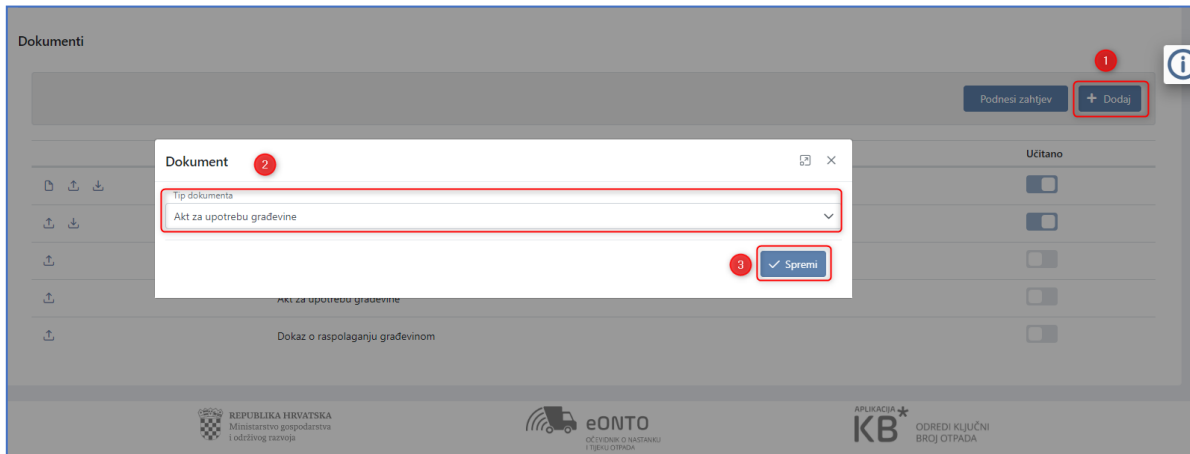 Dokumenti
1
Podnesi zahtjev
+ Dodaj
Dokument
2
Učitano
Tip dokumenta
Akt za upotrebu građevine
3
Spremi
Akt za upotrebu građevine
Dokaz o raspolaganju građevinom
REPUBLIKA HRVATSKA
Ministarstvo gospodarstva
i održivog razvoja
eONTO
OČEVIDNIK O NASTANKU
I TIJEKU OTPADA
APLIKACIJA
KB*
ODREDI KLJUČNI
BROJ OTPADA